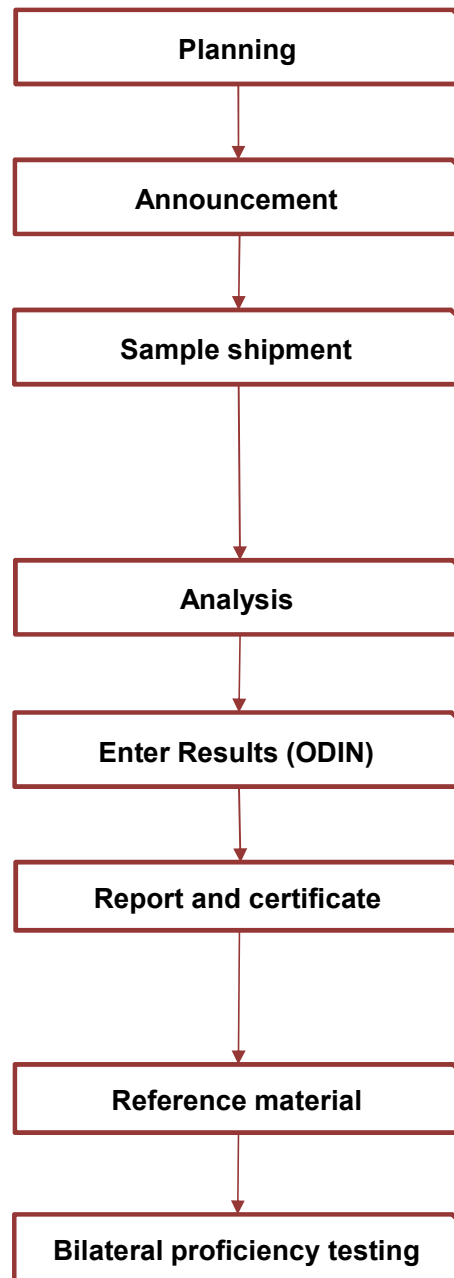 Planning
Announcement
Sample shipment
Analysis
Enter Results (ODIN)
Report and certificate
Reference material
Bilateral proficiency testing